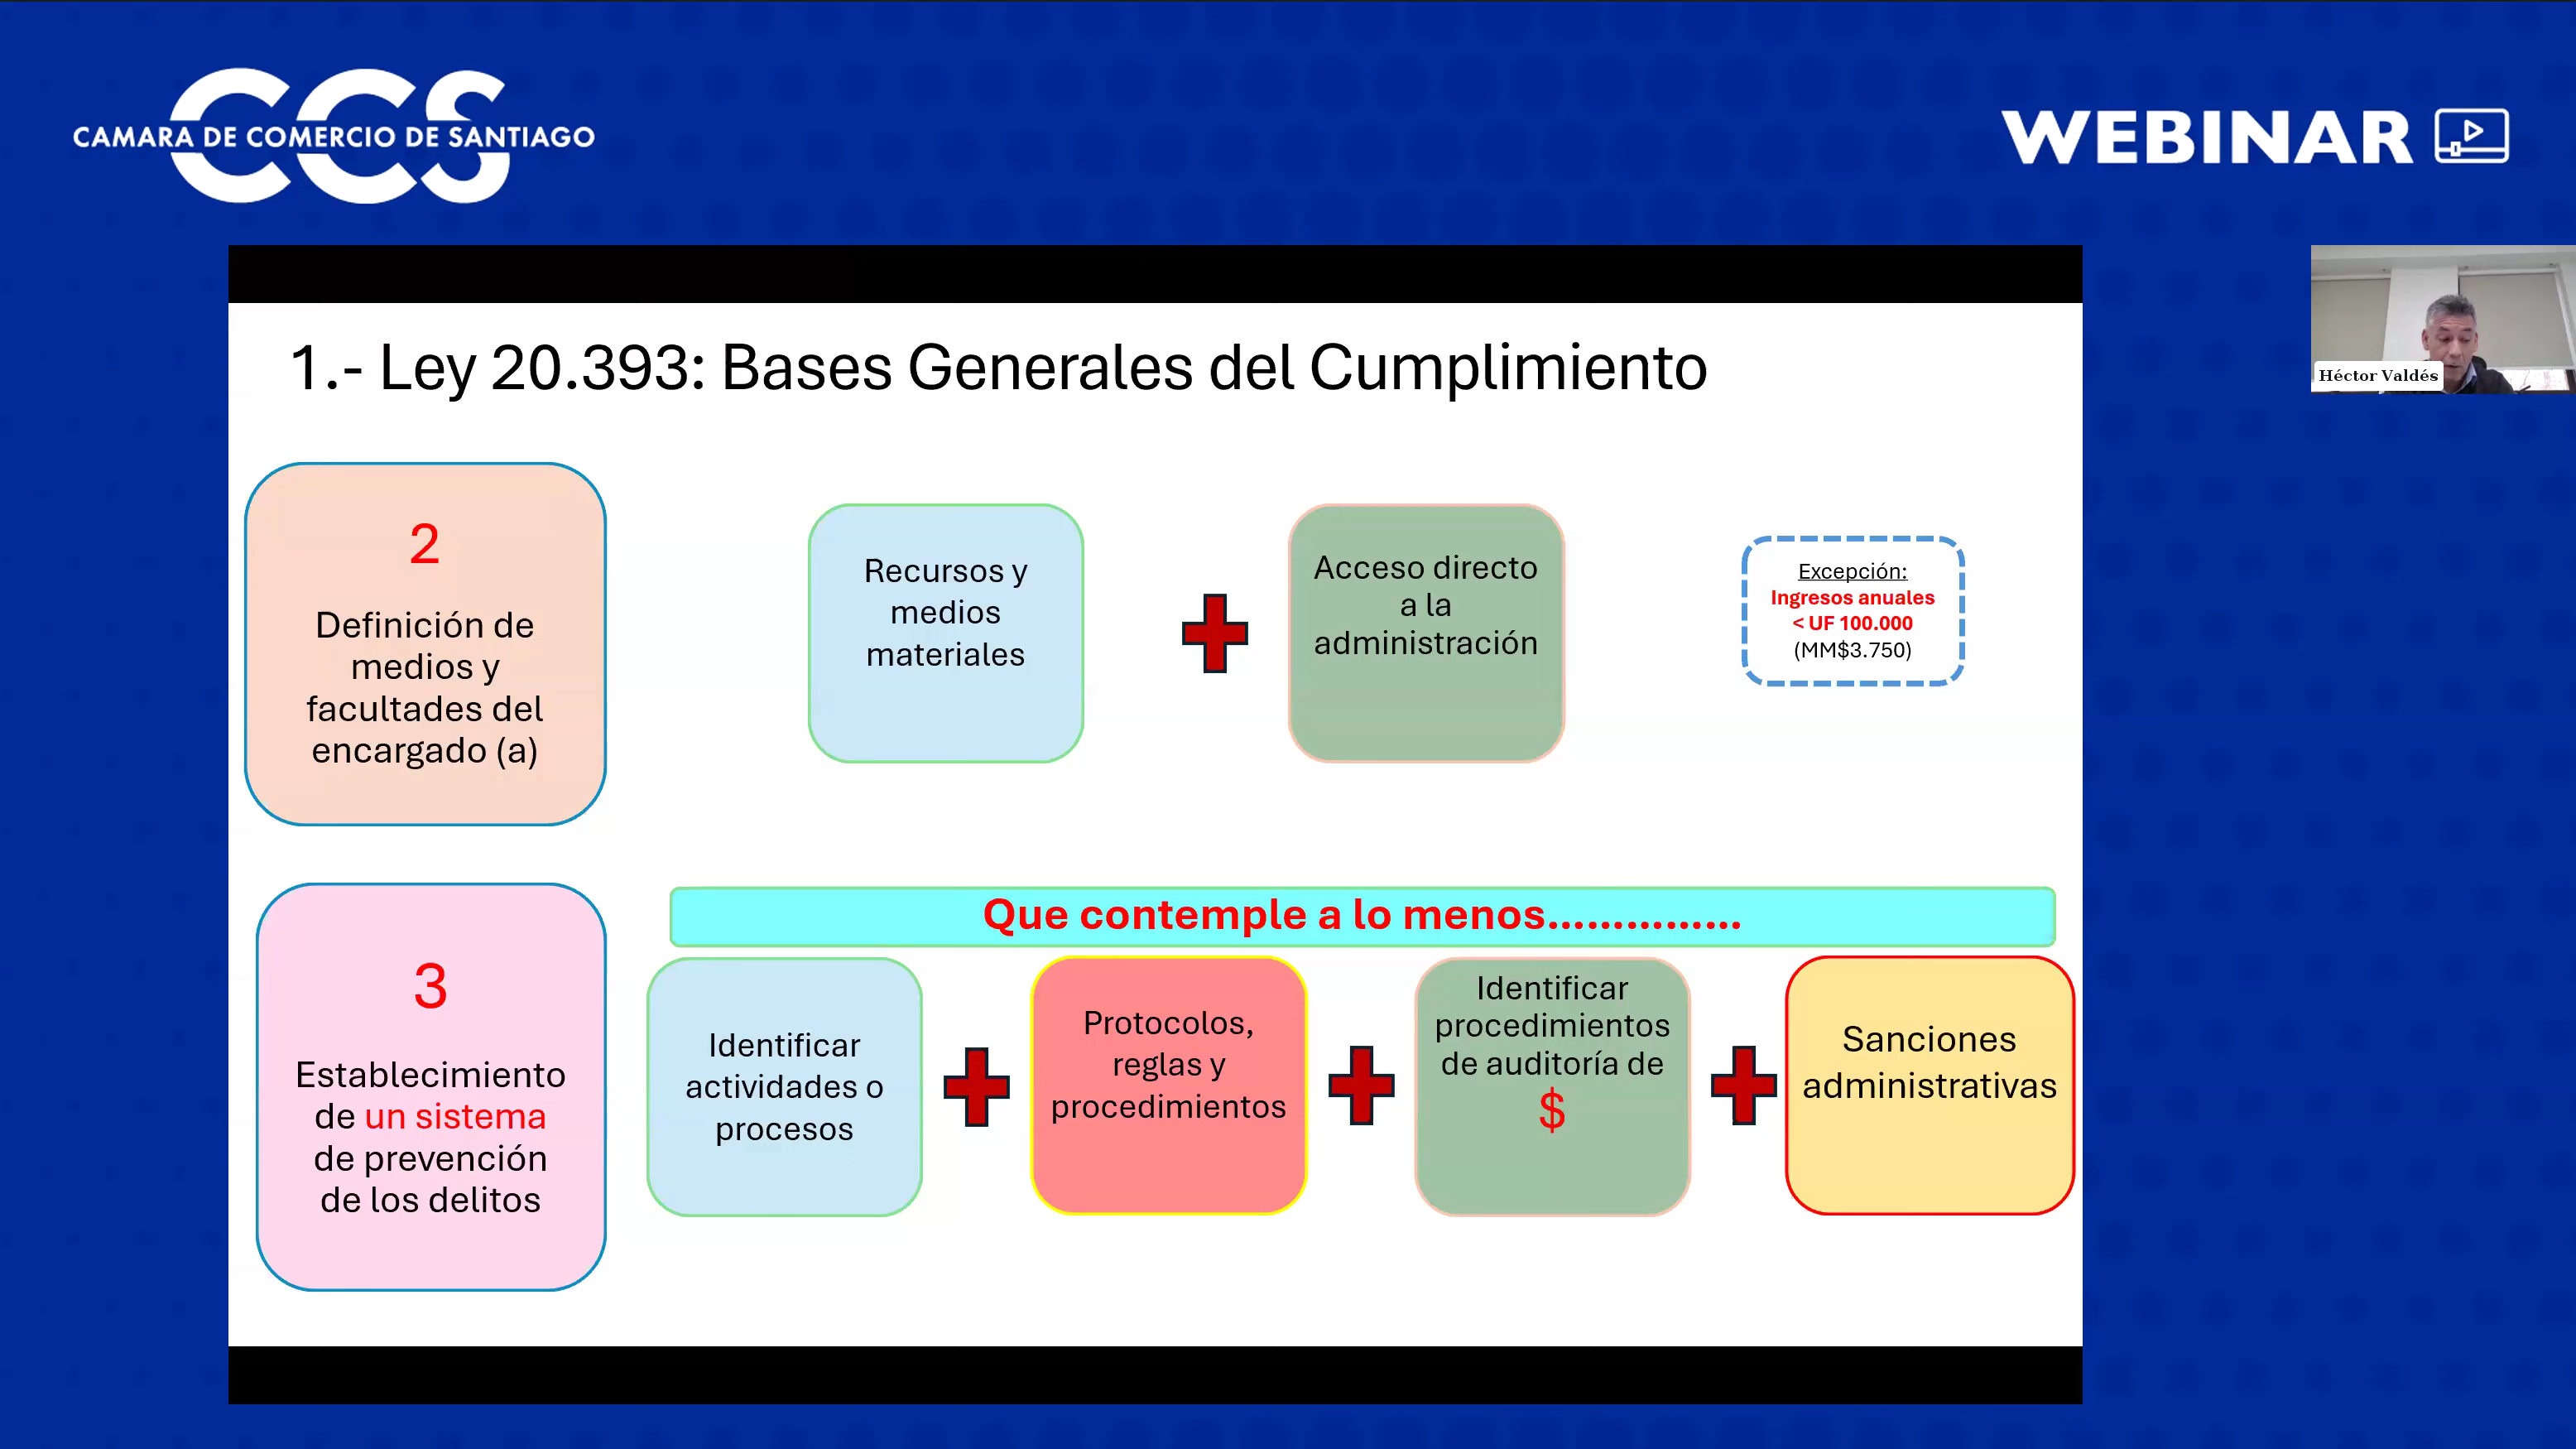 CCS
CAMARA DE COMERCIO DE SANTIAGO
WEBINAR
Héctor Valdés
1.- Ley 20.393: Bases Generales del Cumplimiento
2
Definición de
medios y
facultades del
encargado (a)
Recursos y
medios
materiales
Acceso directo
a la
administración
Excepción:
Ingresos anuales
< UF 100.000
(MM$3.750)
3
Establecimiento
de un sistema
de prevención
de los delitos
Que contemple a lo menos...............
Identificar
actividades o
procesos
Protocolos,
reglas y
procedimientos
Identificar
procedimientos
de auditoría de
$
Sanciones
administrativas